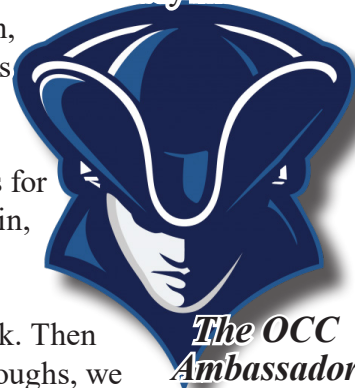 s for
in,
k. Then
The OCC
oughs, we
Ambassador